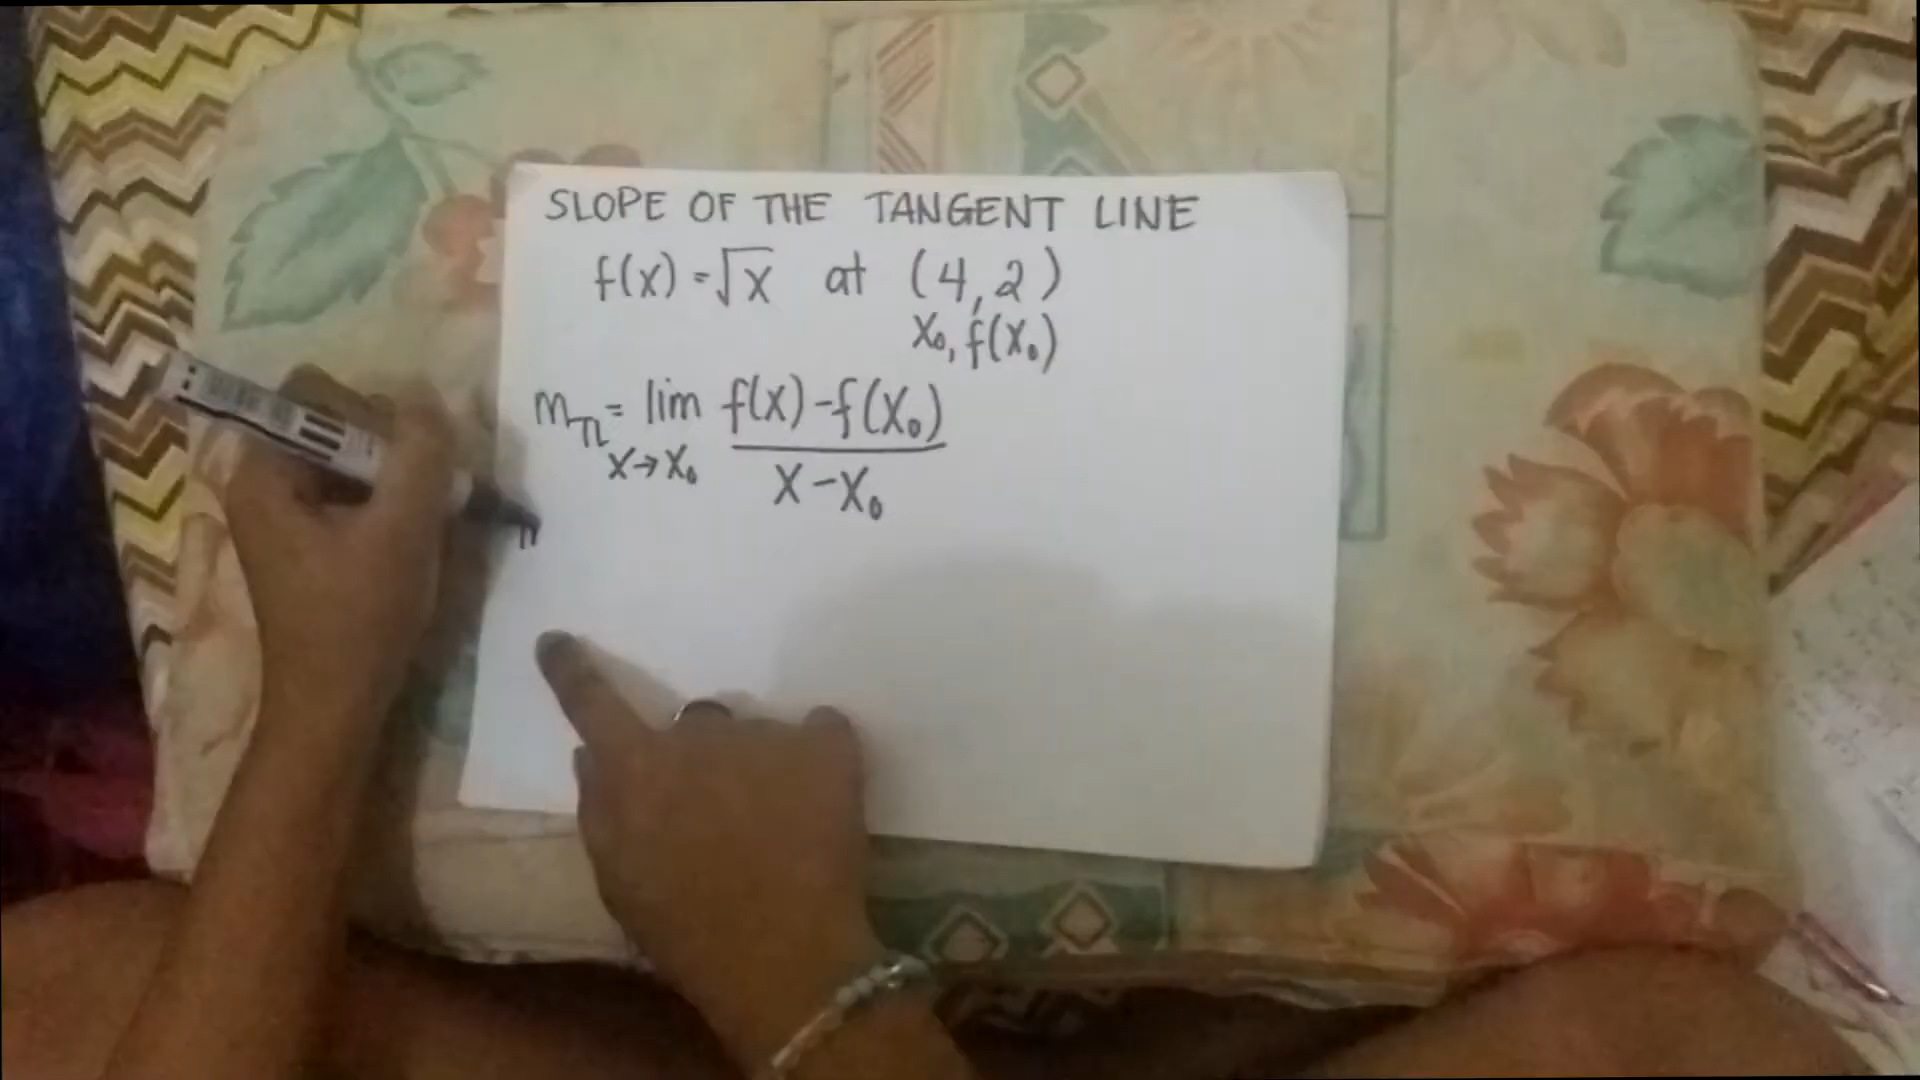 SLOPE OF THE TANGENT LINE
f(x) = √x at (4, 2)
x₀, f(x₀)
m_TL = lim f(x) - f(x₀)
x→x₀ x - x₀